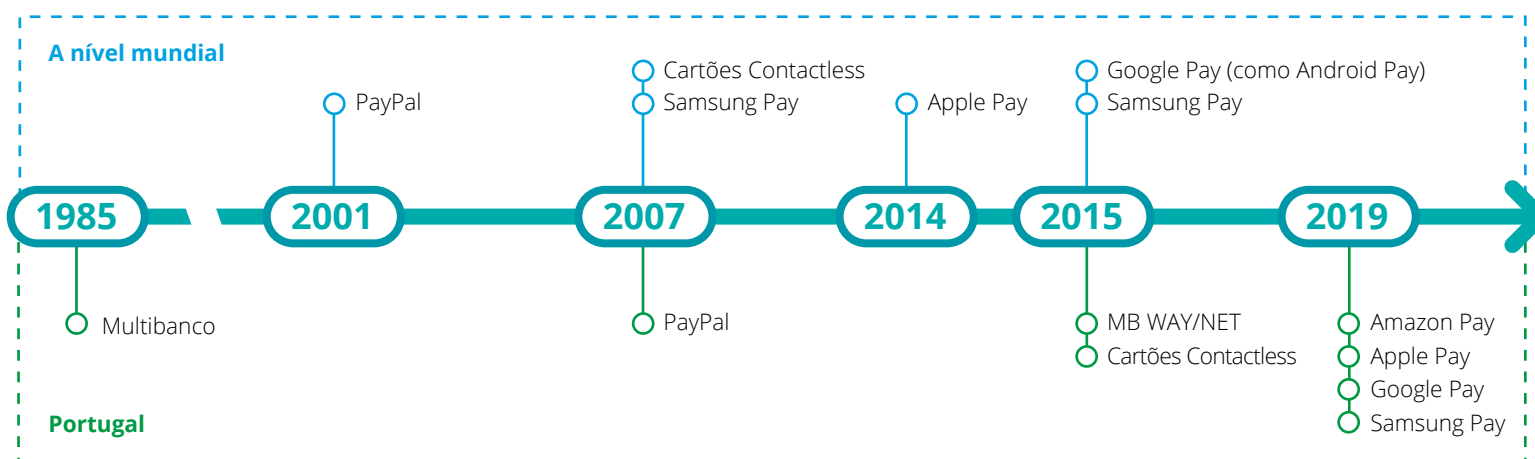 A nível mundial
PayPal
Cartões Contactless
Samsung Pay
Apple Pay
Google Pay (como Android Pay)
Samsung Pay
1985
2001
2007
2014
2015
2019
Multibanco
PayPal
MB WAY/NET
Cartões Contactless
Amazon Pay
Apple Pay
Google Pay
Samsung Pay
Portugal